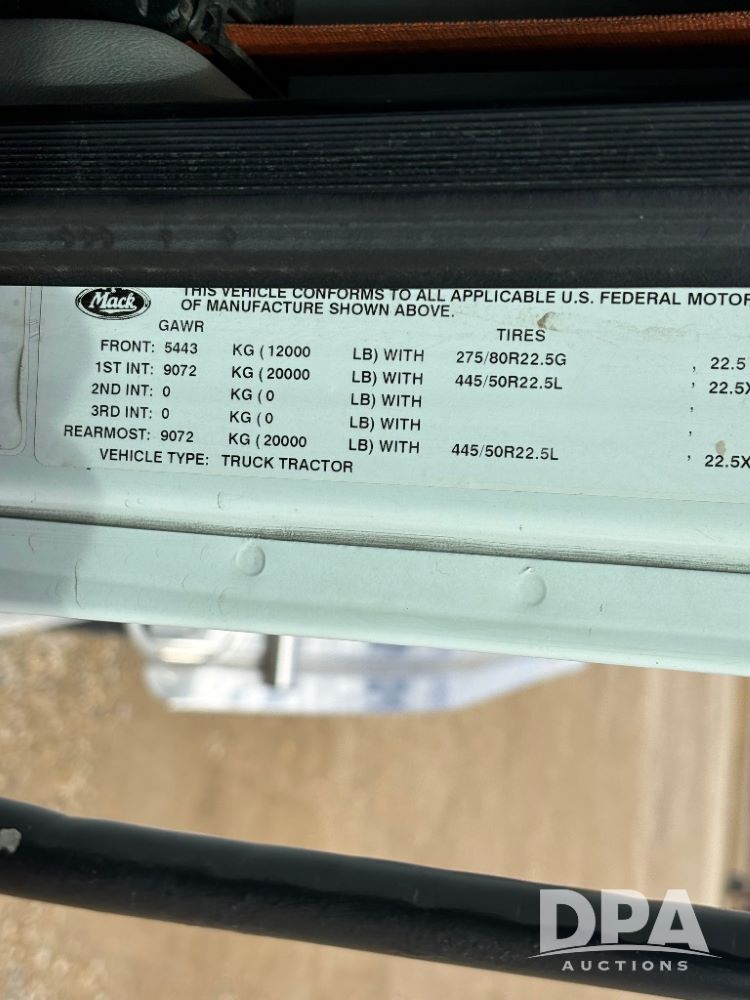 Mack
THIS VEHICLE CONFORMS TO ALL APPLICABLE U.S. FEDERAL MOTOR
OF MANUFACTURE SHOWN ABOVE.
GAWR TIRES
FRONT: 5443 KG ( 12000 LB) WITH 275/80R22.5G , 22.5
1ST INT: 9072 KG ( 20000 LB) WITH 445/50R22.5L , 22.5X
2ND INT: 0 KG ( 0 LB) WITH ,
3RD INT: 0 KG ( 0 LB) WITH ,
REARMOST: 9072 KG ( 20000 LB) WITH 445/50R22.5L , 22.5X
VEHICLE TYPE: TRUCK TRACTOR
DPA
AUCTIONS